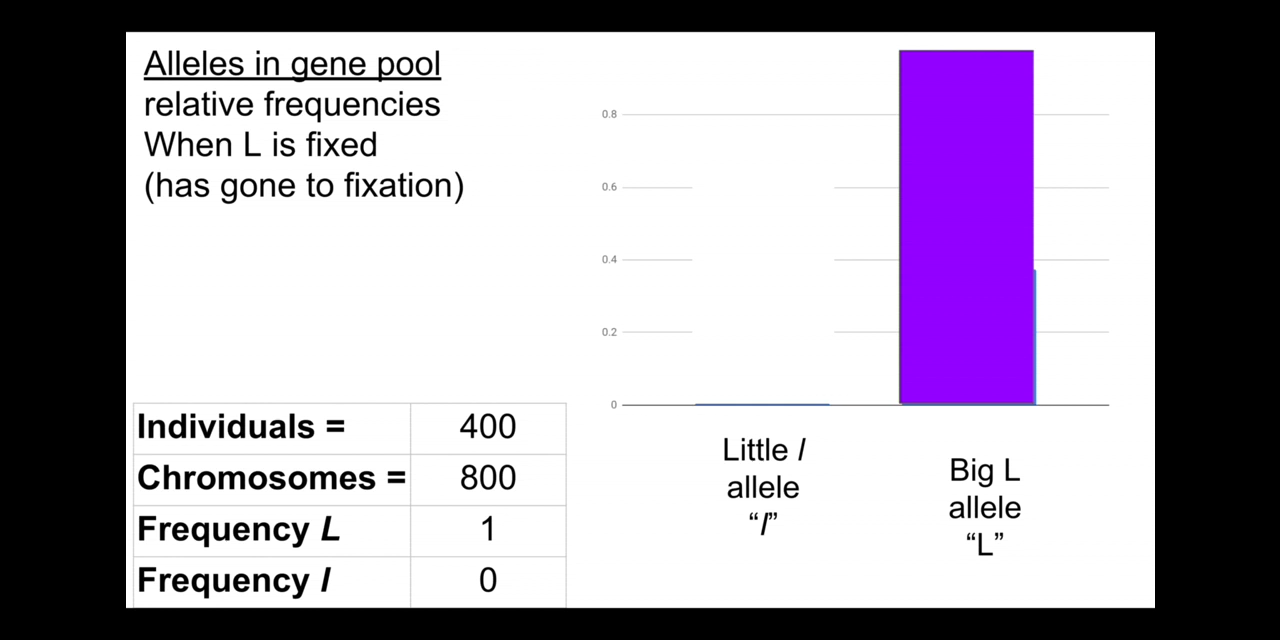 Alleles in gene pool
relative frequencies
When L is fixed
(has gone to fixation)
0.8
0.6
0.4
0.2
0
Little l
allele
“l”
Big L
allele
“L”
Individuals = 400
Chromosomes = 800
Frequency L 1
Frequency l 0